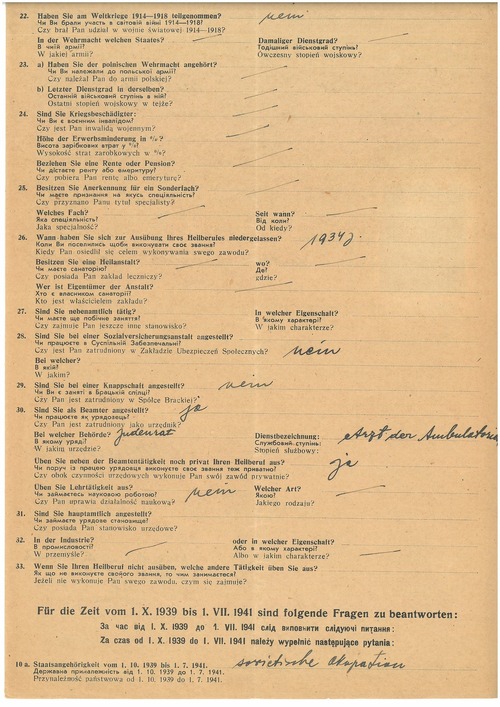 22. Haben Sie am Weltkriege 1914—1918 teilgenommen? nein
Чи Ви брали участь в світовій війні 1914—1918?
Czy brał Pan udział w wojnie światowej 1914—1918?
In der Wehrmacht welchen Staates? Damaliger Dienstgrad?
В чиїй армії? Тодішний військовий ступінь?
W jakiej armii? Ówczesny stopień wojskowy?
23. a) Haben Sie der polnischen Wehrmacht angehört?
Чи Ви належали до польської армії?
Czy należał Pan do armii polskiej?
b) Letzter Dienstgrad in derselben?
Останній військовий ступінь в ній?
Ostatni stopień wojskowy w tejże?
24. Sind Sie Kriegsbeschädigter:
Чи Ви є воєнним інвалідом?
Czy jest Pan inwalidą wojennym?
Höhe der Erwerbsminderung in %?
Висота зарібкових втрат у %?
Wysokość strat zarobkowych w %?
Beziehen Sie eine Rente oder Pension?
Чи дістаєте ренту або емеритуру?
Czy pobiera Pan rentę albo emeryturę?
25. Besitzen Sie Anerkennung für ein Sonderfach?
Чи маєте признання на якусь спеціяльність?
Czy przyznano Panu tytuł specjalisty?
Welches Fach? Seit wann?
Яка спеціяльність? Від коли?
Jaka specjalność? Od kiedy?
26. Wann haben Sie sich zur Ausübung Ihres Heilberufes niedergelassen? 1934 j.
Коли Ви поселились щоби виконувати своє звання?
Kiedy Pan osiedlił się celem wykonywania swego zawodu?
Besitzen Sie eine Heilanstalt? wo?
Чи маєте санаторію? Де?
Czy posiada Pan zakład leczniczy? gdzie?
Wer ist Eigentümer der Anstalt?
Хто є власником санаторії?
Kto jest właścicielem zakładu?
27. Sind Sie nebenamtlich tätig? In welcher Eigenschaft?
Чи маєте ще побічне заняття? В якому характері?
Czy zajmuje Pan jeszcze inne stanowisko? W jakim charakterze?
28. Sind Sie bei einer Sozialversicherungsanstalt angestellt?
Чи працюєте в Суспільній Забезпечальні?
Czy jest Pan zatrudniony w Zakładzie Ubezpieczeń Społecznych? nein
Bei welcher?
В якій?
W jakim?
29. Sind Sie bei einer Knappschaft angestellt? nein
Чи Ви є заняті в Брацькій спілці?
Czy jest Pan zatrudniony w Spółce Brackiej?
30. Sind Sie als Beamter angestellt? ja
Чи працюєте як урядовець?
Czy jest Pan zatrudniony jako urzędnik?
Bei welcher Behörde? Judenrat Dienstbezeichnung: Arzt der Ambulatoria
В якому уряді? Службовий ступінь:
W jakim urzędzie? Stopień służbowy:
Üben Sie neben der Beamtentätigkeit noch privat Ihren Heilberuf aus? ja
Чи поруч із працею урядовця виконуєте своє звання теж приватно?
Czy obok czynności urzędowych wykonuje Pan swój zawód prywatnie?
Üben Sie Lehrtätigkeit aus? nein Welcher Art?
Чи займаєтесь науковою роботою? Якою?
Czy Pan uprawia działalność naukową? Jakiego rodzaju?
31. Sind Sie hauptamtlich angestellt?
Чи займаєте урядове становище?
Czy posiada Pan stanowisko urzędowe?
32. In der Industrie? oder in welcher Eigenschaft?
В промисловості? Або в якому характері?
W przemyśle? Albo w jakim charakterze?
33. Wenn Sie Ihren Heilberuf nicht ausüben, welche andere Tätigkeit üben Sie aus?
Як що не виконуєте свойого звання, то чим занимаєтеся?
Jeżeli nie wykonuje Pan swego zawodu, czym się zajmuje?
Für die Zeit vom 1. X. 1939 bis 1. VII. 1941 sind folgende Fragen zu beantworten:
За час від 1. X. 1939 до 1. VII. 1941 слід виповнити слідуючі питання:
Za czas od 1. X. 1939 do 1. VII. 1941 należy wypełnić następujące pytania:
10a. Staatsangehörigkeit vom 1. 10. 1939 bis 1. 7. 1941. sovietische Okupation
Державна приналежність від 1. 10. 1939 до 1. 7. 1941.
Przynależność państwowa od 1. 10. 1939 do 1. 7. 1941.